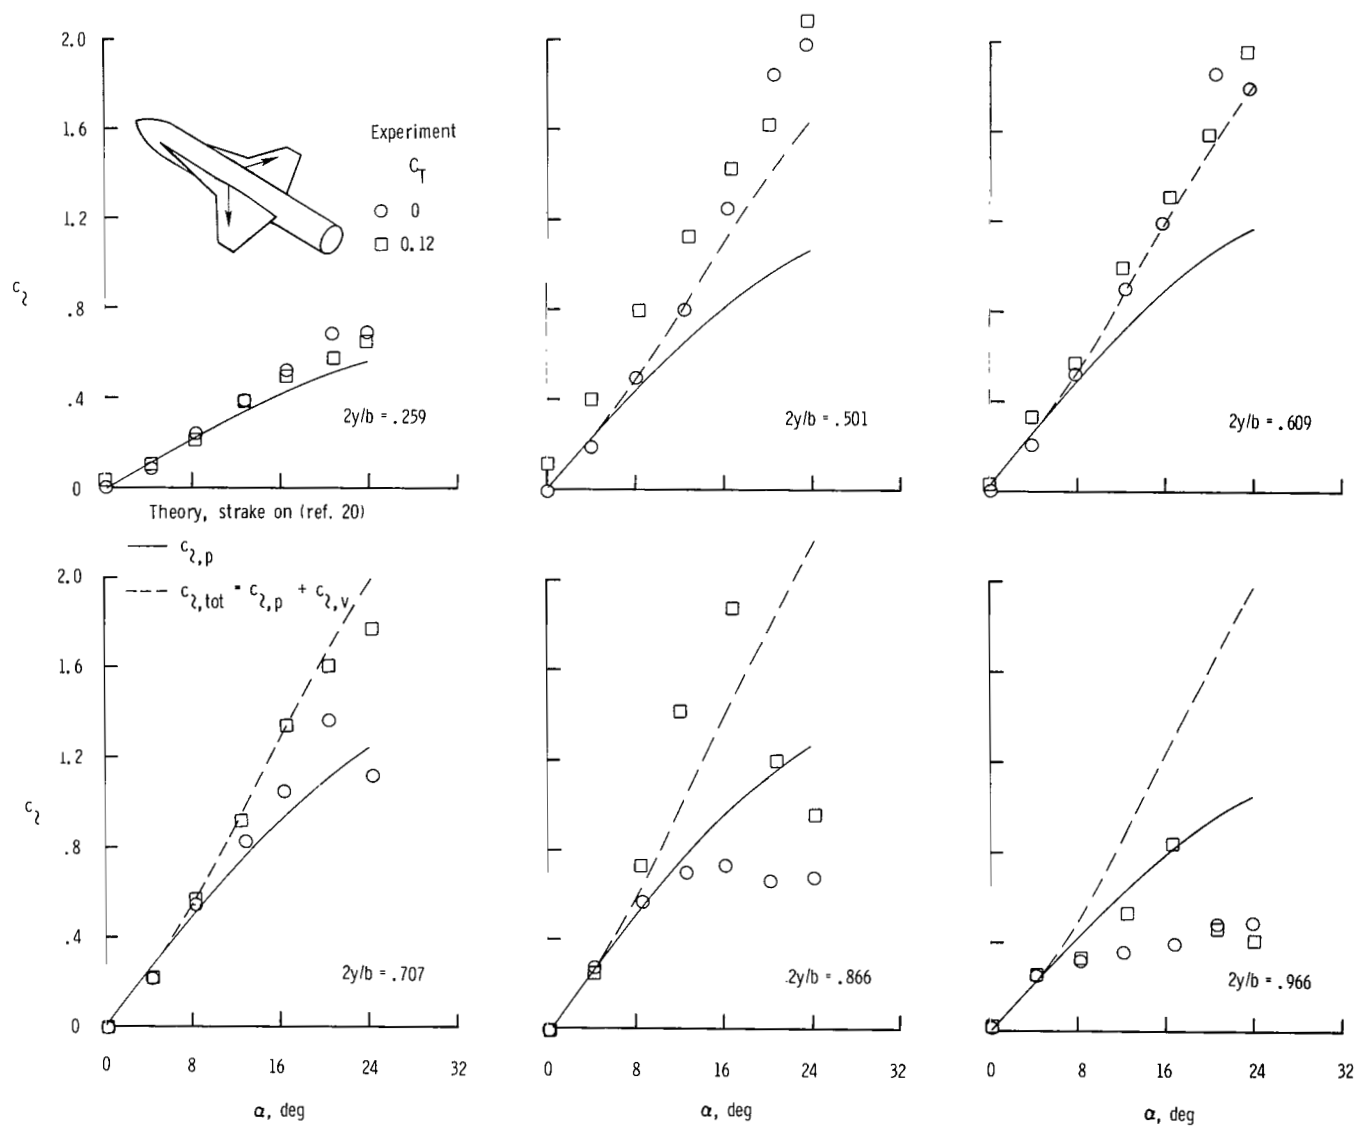 2.0
1.6
1.2
.8
.4
0
c_l
Experiment
C_T
○ 0
□ 0.12
2y/b = .259
2y/b = .501
2y/b = .609
Theory, strake on (ref. 20)
c_l,p
c_l,tot = c_l,p + c_l,v
2.0
1.6
1.2
.8
.4
0
c_l
2y/b = .707
2y/b = .866
2y/b = .966
0 8 16 24 32
0 8 16 24 32
0 8 16 24 32
α, deg
α, deg
α, deg